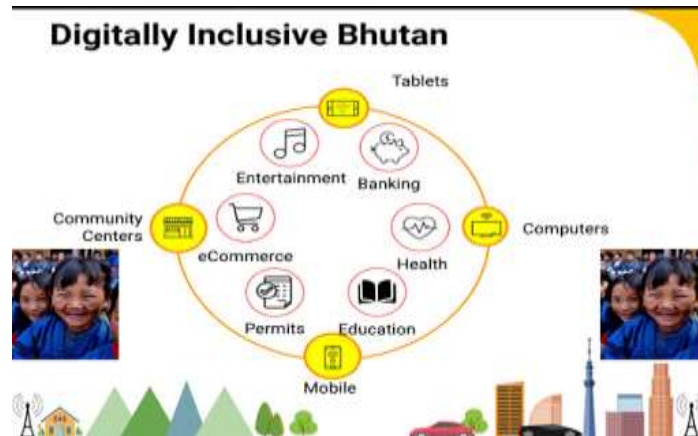 Digitally Inclusive Bhutan
Tablets
Entertainment
Banking
Community
Centers
Computers
eCommerce
Health
Permits
Education
Mobile